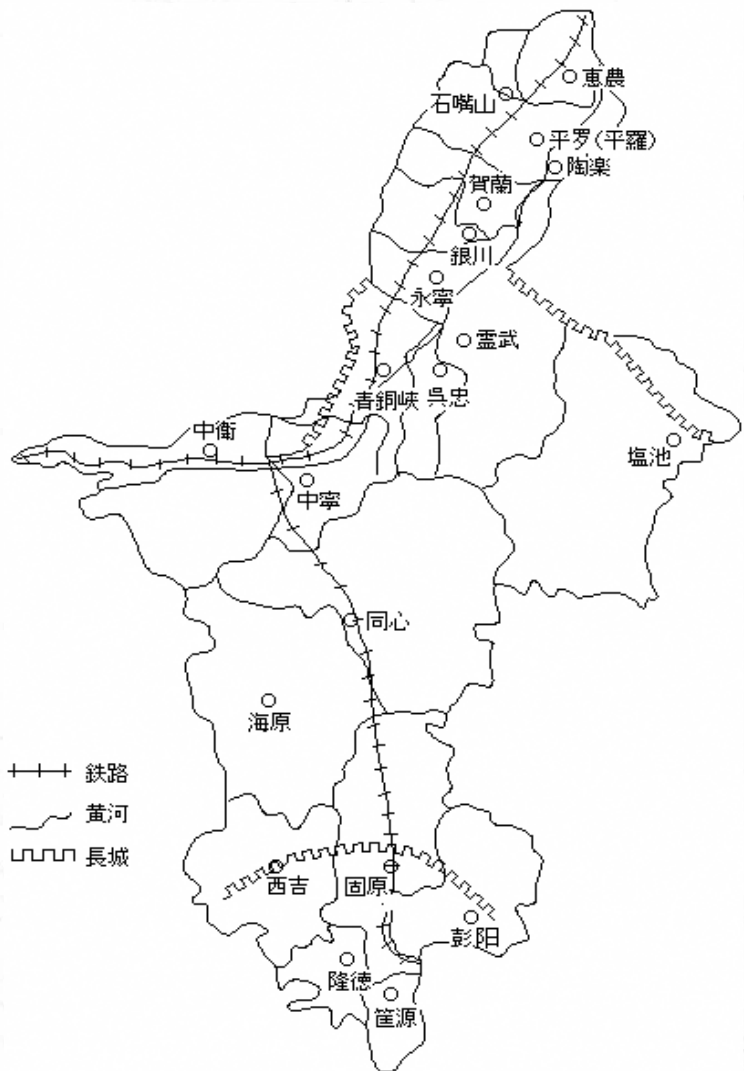 恵農
石嘴山
平罗(平羅)
陶楽
賀蘭
銀川
永寧
霊武
青銅峡
呉忠
中衛
塩池
中寧
同心
海原
鉄路
黄河
長城
西吉
固原
彭阳
隆徳
筐源